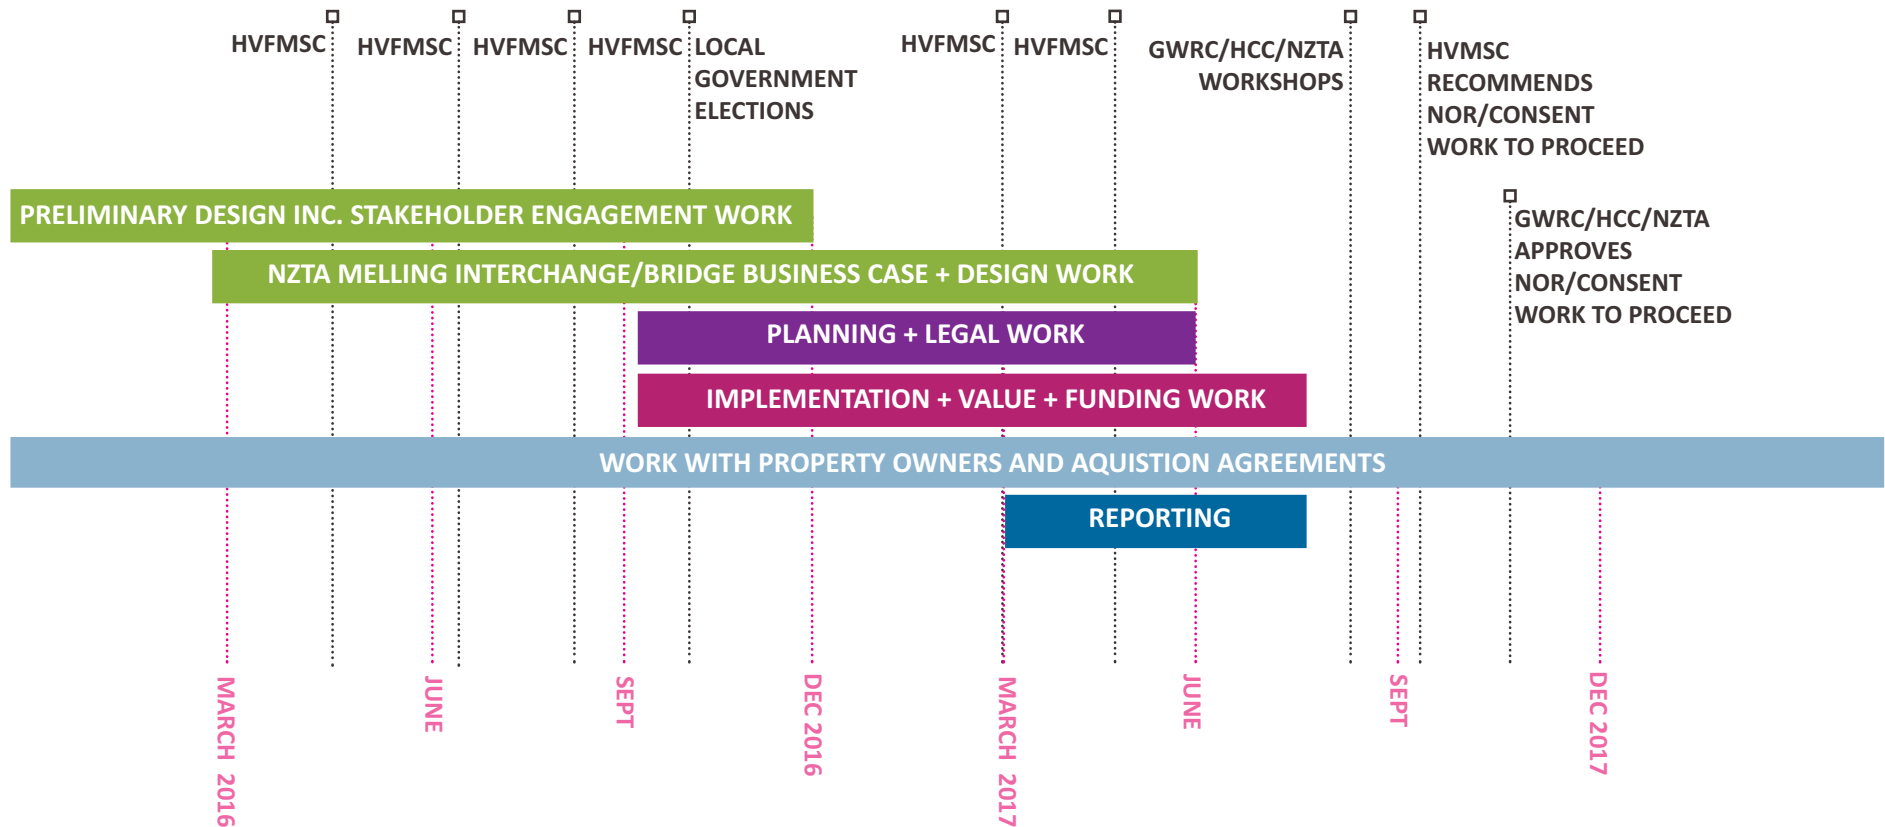 HVFMSC
HVFMSC
HVFMSC
HVFMSC
LOCAL
GOVERNMENT
ELECTIONS
HVFMSC
HVFMSC
GWRC/HCC/NZTA
WORKSHOPS
HVMSC
RECOMMENDS
NOR/CONSENT
WORK TO PROCEED
GWRC/HCC/NZTA
APPROVES
NOR/CONSENT
WORK TO PROCEED
PRELIMINARY DESIGN INC. STAKEHOLDER ENGAGEMENT WORK
NZTA MELLING INTERCHANGE/BRIDGE BUSINESS CASE + DESIGN WORK
PLANNING + LEGAL WORK
IMPLEMENTATION + VALUE + FUNDING WORK
WORK WITH PROPERTY OWNERS AND AQUISTION AGREEMENTS
REPORTING
MARCH 2016
JUNE
SEPT
DEC 2016
MARCH 2017
JUNE
SEPT
DEC 2017